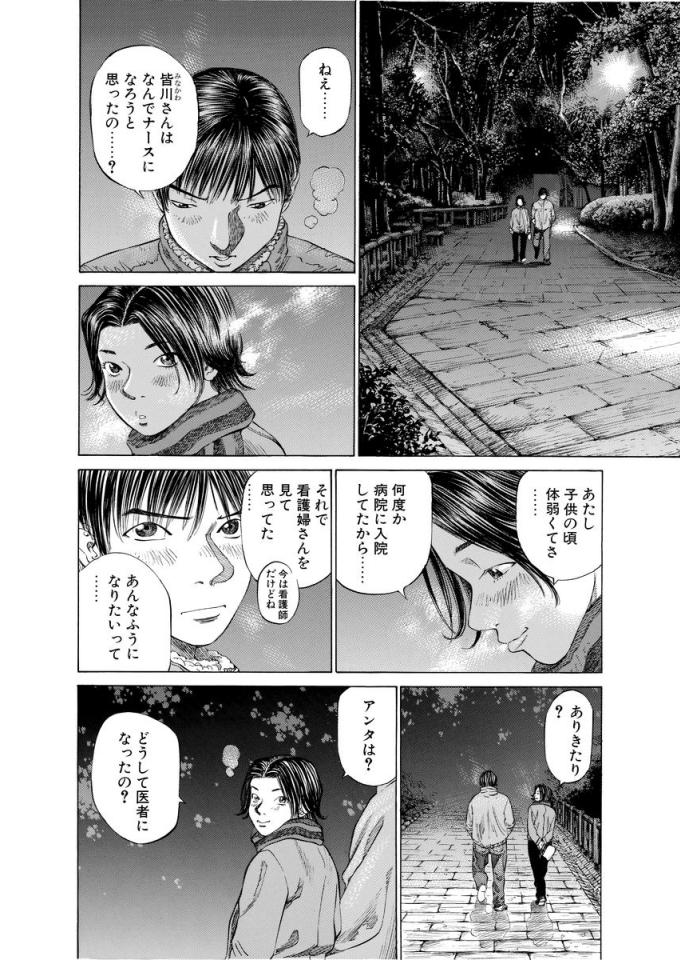 ねえ……
皆川さんは
みなかわ
なんでナースに
なろうと
思ったの……?
あたし
子供の頃
体弱くてさ
……
何度か
病院に入院
してたから……
それで
看護婦さんを
見て
思ってた
……
今は看護師
だけどね
あんなふうに
なりたいって
……
ありきたり
?
アンタは?
どうして医者に
なったの?